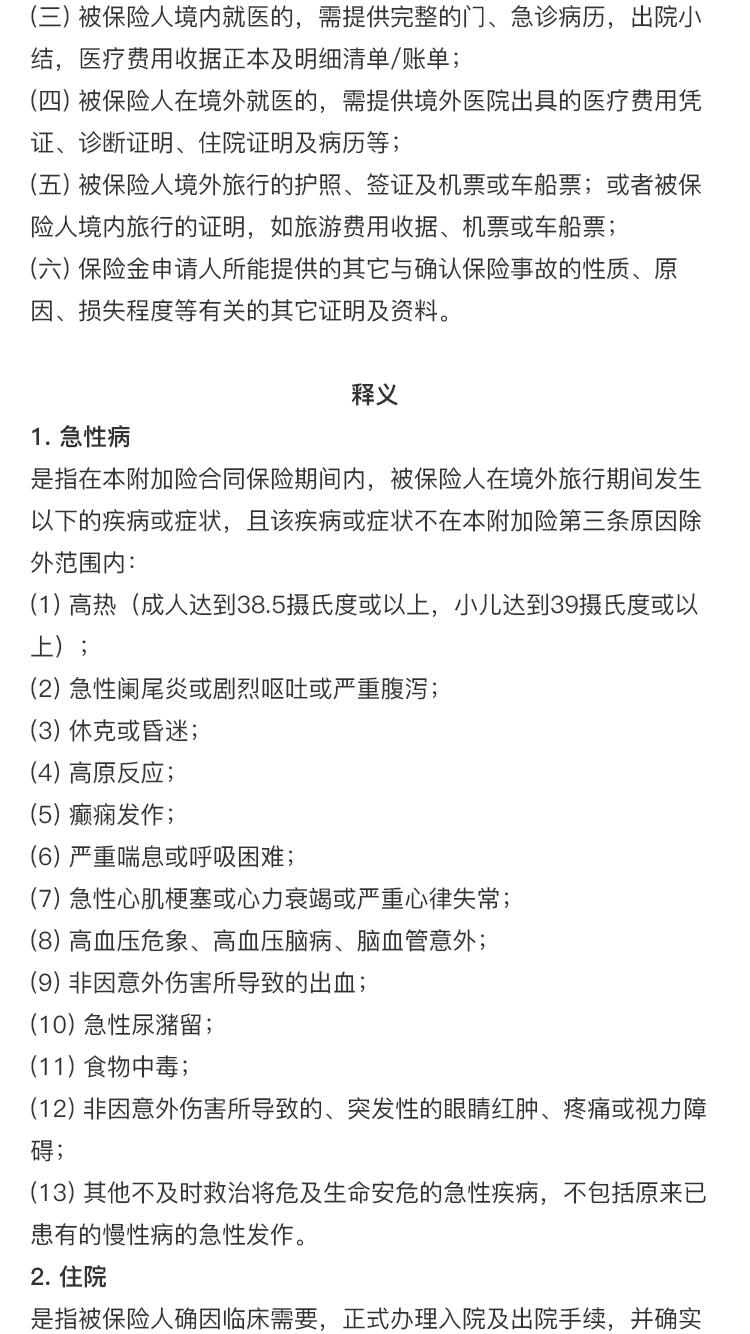 (三) 被保险人境内就医的，需提供完整的门、急诊病历，出院小
结，医疗费用收据正本及明细清单/账单；
(四) 被保险人在境外就医的，需提供境外医院出具的医疗费用凭
证、诊断证明、住院证明及病历等；
(五) 被保险人境外旅行的护照、签证及机票或车船票；或者被保
险人境内旅行的证明，如旅游费用收据、机票或车船票；
(六) 保险金申请人所能提供的其它与确认保险事故的性质、原
因、损失程度等有关的其它证明及资料。
释义
1. 急性病
是指在本附加险合同保险期间内，被保险人在境外旅行期间发生
以下的疾病或症状，且该疾病或症状不在本附加险第三条原因除
外范围内：
(1) 高热（成人达到38.5摄氏度或以上，小儿达到39摄氏度或以
上）；
(2) 急性阑尾炎或剧烈呕吐或严重腹泻；
(3) 休克或昏迷；
(4) 高原反应；
(5) 癫痫发作；
(6) 严重喘息或呼吸困难；
(7) 急性心肌梗塞或心力衰竭或严重心律失常；
(8) 高血压危象、高血压脑病、脑血管意外；
(9) 非因意外伤害所导致的出血；
(10) 急性尿潴留；
(11) 食物中毒；
(12) 非因意外伤害所导致的、突发性的眼睛红肿、疼痛或视力障
碍；
(13) 其他不及时救治将危及生命安危的急性疾病，不包括原来已
患有的慢性病的急性发作。
2. 住院
是指被保险人确因临床需要，正式办理入院及出院手续，并确实